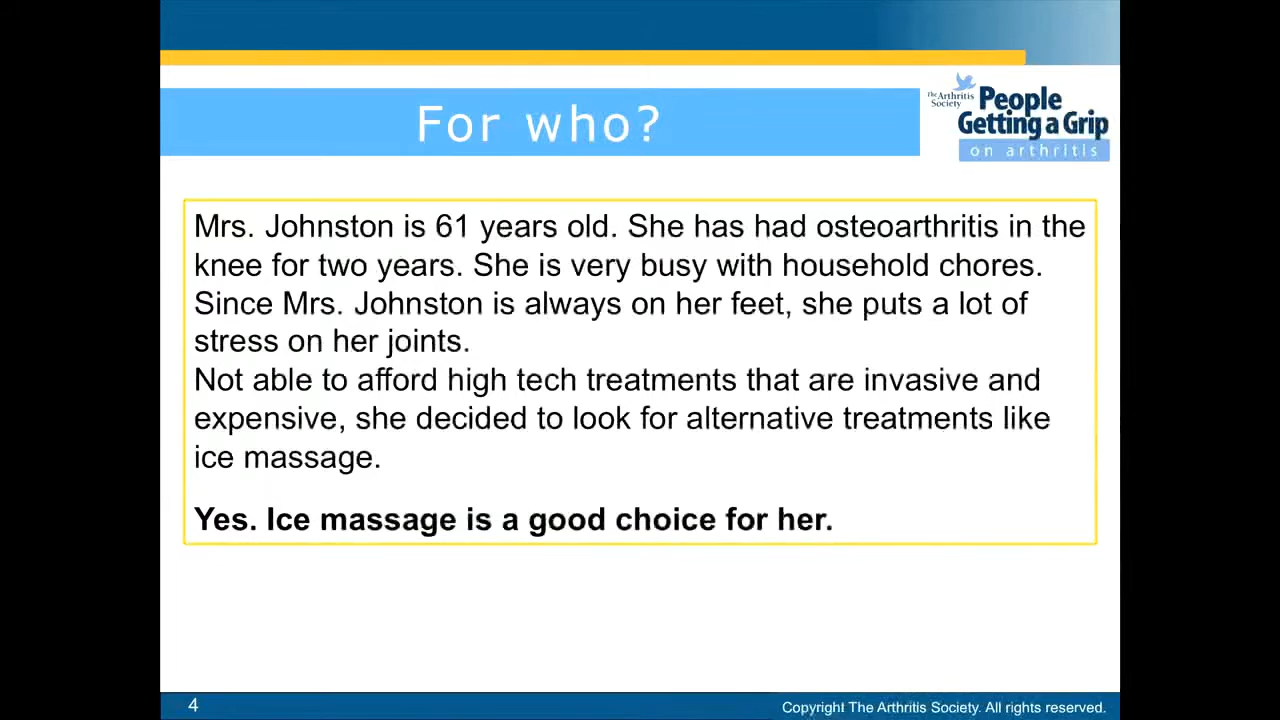 For who?
The Arthritis
Society
People
Getting a Grip
on arthritis
Mrs. Johnston is 61 years old. She has had osteoarthritis in the
knee for two years. She is very busy with household chores.
Since Mrs. Johnston is always on her feet, she puts a lot of
stress on her joints.
Not able to afford high tech treatments that are invasive and
expensive, she decided to look for alternative treatments like
ice massage.
Yes. Ice massage is a good choice for her.
4
Copyright The Arthritis Society. All rights reserved.